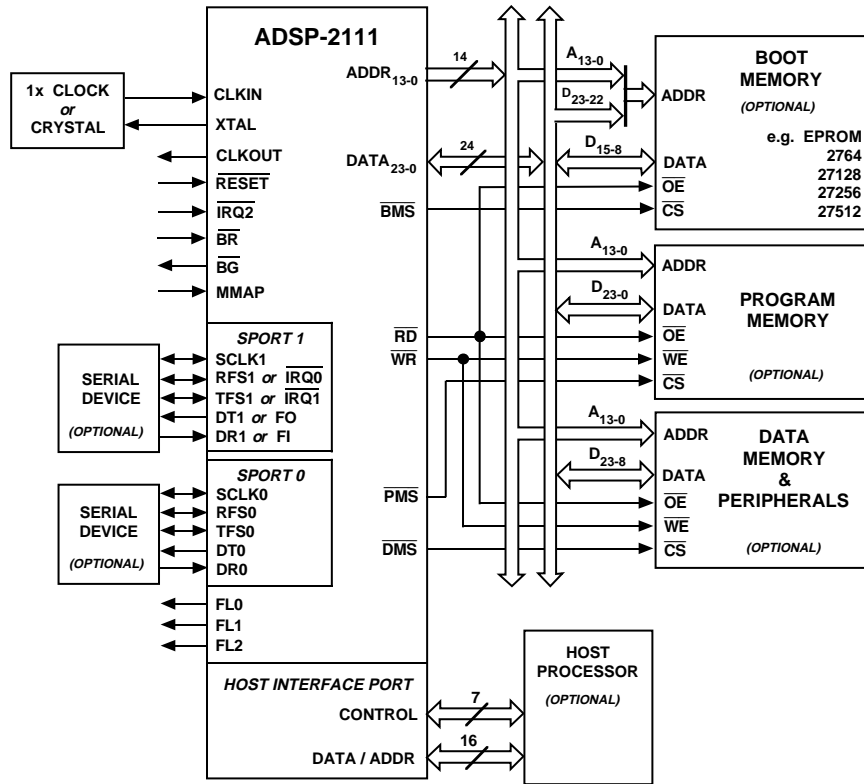 ADSP-2111
1x CLOCK
or
CRYSTAL
CLKIN
XTAL
CLKOUT
RESET
IRQ2
BR
BG
MMAP
ADDR13-0
14
DATA23-0
24
BMS
RD
WR
PMS
DMS
SPORT 1
SCLK1
RFS1 or IRQ0
TFS1 or IRQ1
DT1 or FO
DR1 or FI
SERIAL
DEVICE
(OPTIONAL)
SPORT 0
SCLK0
RFS0
TFS0
DT0
DR0
SERIAL
DEVICE
(OPTIONAL)
FL0
FL1
FL2
HOST INTERFACE PORT
CONTROL
7
DATA / ADDR
16
HOST
PROCESSOR
(OPTIONAL)
A13-0
D23-22
D15-8
BOOT
MEMORY
(OPTIONAL)
ADDR
DATA
OE
CS
e.g. EPROM
2764
27128
27256
27512
A13-0
D23-0
ADDR
DATA
OE
WE
CS
PROGRAM
MEMORY
(OPTIONAL)
A13-0
D23-8
ADDR
DATA
OE
WE
CS
DATA
MEMORY
&
PERIPHERALS
(OPTIONAL)